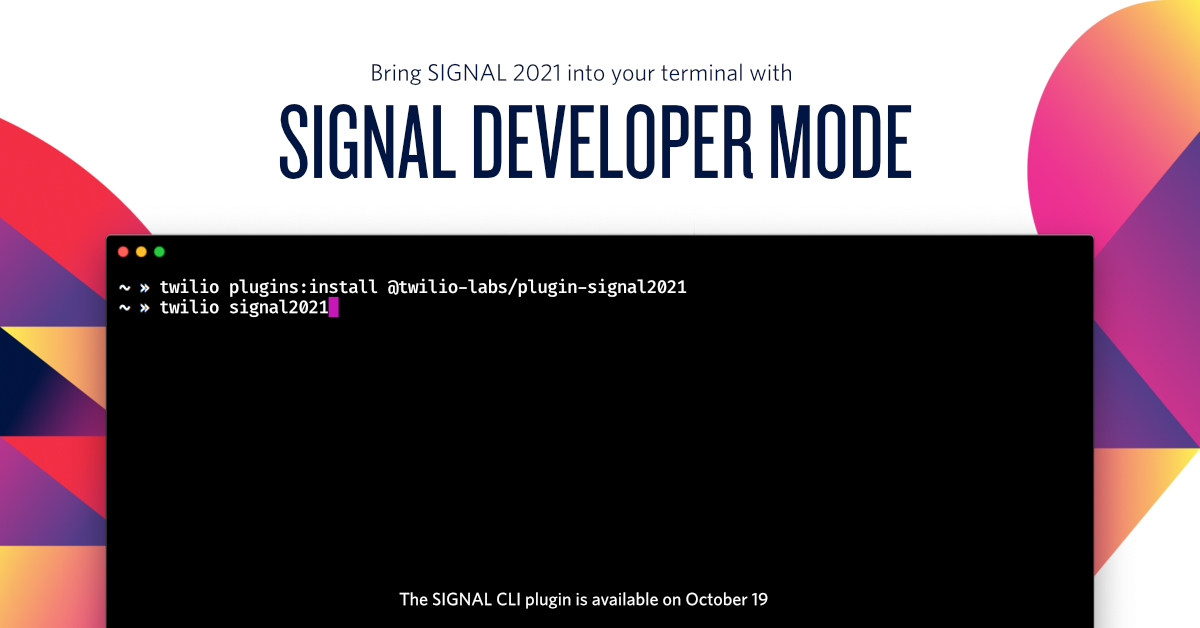 Bring SIGNAL 2021 into your terminal with
SIGNAL DEVELOPER MODE
~ » twilio plugins:install @twilio-labs/plugin-signal2021
~ » twilio signal2021
The SIGNAL CLI plugin is available on October 19